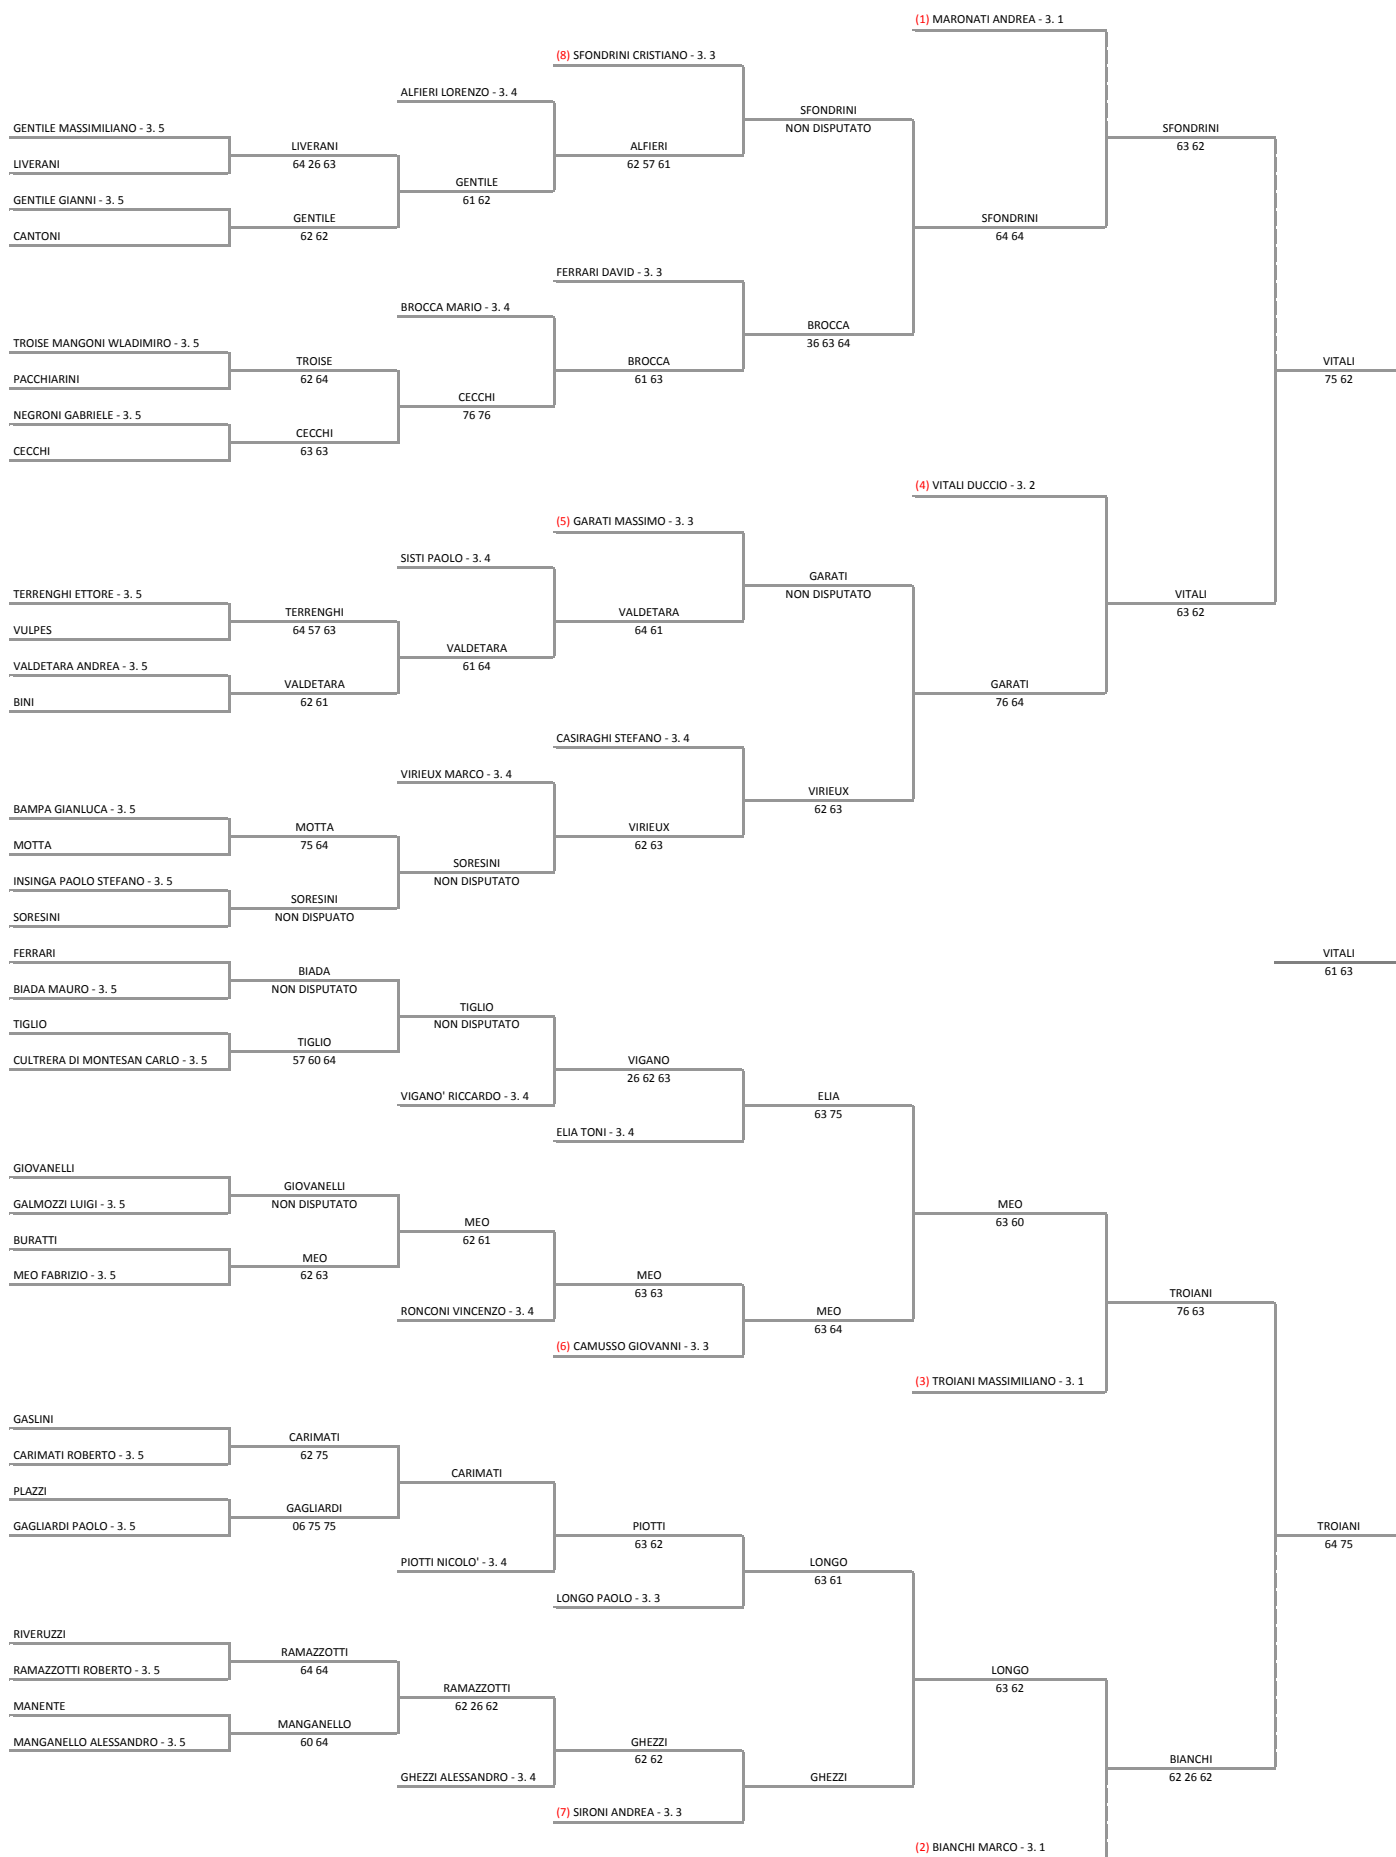 (1) MARONATI ANDREA - 3. 1
(8) SFONDRINI CRISTIANO - 3. 3
ALFIERI LORENZO - 3. 4
SFONDRINI
NON DISPUTATO
GENTILE MASSIMILIANO - 3. 5
SFONDRINI
63 62
LIVERANI
64 26 63
ALFIERI
62 57 61
LIVERANI
GENTILE
61 62
GENTILE GIANNI - 3. 5
GENTILE
62 62
SFONDRINI
64 64
CANTONI
FERRARI DAVID - 3. 3
BROCCA MARIO - 3. 4
BROCCA
36 63 64
TROISE MANGONI WLADIMIRO - 3. 5
TROISE
62 64
BROCCA
61 63
VITALI
75 62
PACCHIARINI
CECCHI
76 76
NEGRONI GABRIELE - 3. 5
CECCHI
63 63
CECCHI
(4) VITALI DUCCIO - 3. 2
(5) GARATI MASSIMO - 3. 3
SISTI PAOLO - 3. 4
GARATI
NON DISPUTATO
TERRENGHI ETTORE - 3. 5
VITALI
63 62
TERRENGHI
64 57 63
VALDETARA
64 61
VULPES
VALDETARA
61 64
VALDETARA ANDREA - 3. 5
VALDETARA
62 61
GARATI
76 64
BINI
CASIRAGHI STEFANO - 3. 4
VIRIEUX MARCO - 3. 4
VIRIEUX
62 63
BAMPA GIANLUCA - 3. 5
MOTTA
75 64
VIRIEUX
62 63
MOTTA
SORESINI
NON DISPUTATO
INSINGA PAOLO STEFANO - 3. 5
SORESINI
NON DISPUATO
SORESINI
FERRARI
VITALI
61 63
BIADA
NON DISPUTATO
BIADA MAURO - 3. 5
TIGLIO
NON DISPUTATO
TIGLIO
TIGLIO
57 60 64
CULTRERA DI MONTESAN CARLO - 3. 5
VIGANO
26 62 63
VIGANO' RICCARDO - 3. 4
ELIA
63 75
ELIA TONI - 3. 4
GIOVANELLI
GIOVANELLI
NON DISPUTATO
GALMOZZI LUIGI - 3. 5
MEO
63 60
MEO
62 61
BURATTI
MEO
62 63
MEO FABRIZIO - 3. 5
MEO
63 63
TROIANI
76 63
RONCONI VINCENZO - 3. 4
MEO
63 64
(6) CAMUSSO GIOVANNI - 3. 3
(3) TROIANI MASSIMILIANO - 3. 1
GASLINI
CARIMATI
62 75
CARIMATI ROBERTO - 3. 5
CARIMATI
PLAZZI
GAGLIARDI
06 75 75
GAGLIARDI PAOLO - 3. 5
PIOTTI
63 62
TROIANI
64 75
PIOTTI NICOLO' - 3. 4
LONGO
63 61
LONGO PAOLO - 3. 3
RIVERUZZI
RAMAZZOTTI
64 64
RAMAZZOTTI ROBERTO - 3. 5
LONGO
63 62
RAMAZZOTTI
62 26 62
MANENTE
MANGANELLO
60 64
MANGANELLO ALESSANDRO - 3. 5
GHEZZI
62 62
BIANCHI
62 26 62
GHEZZI ALESSANDRO - 3. 4
GHEZZI
(7) SIRONI ANDREA - 3. 3
(2) BIANCHI MARCO - 3. 1